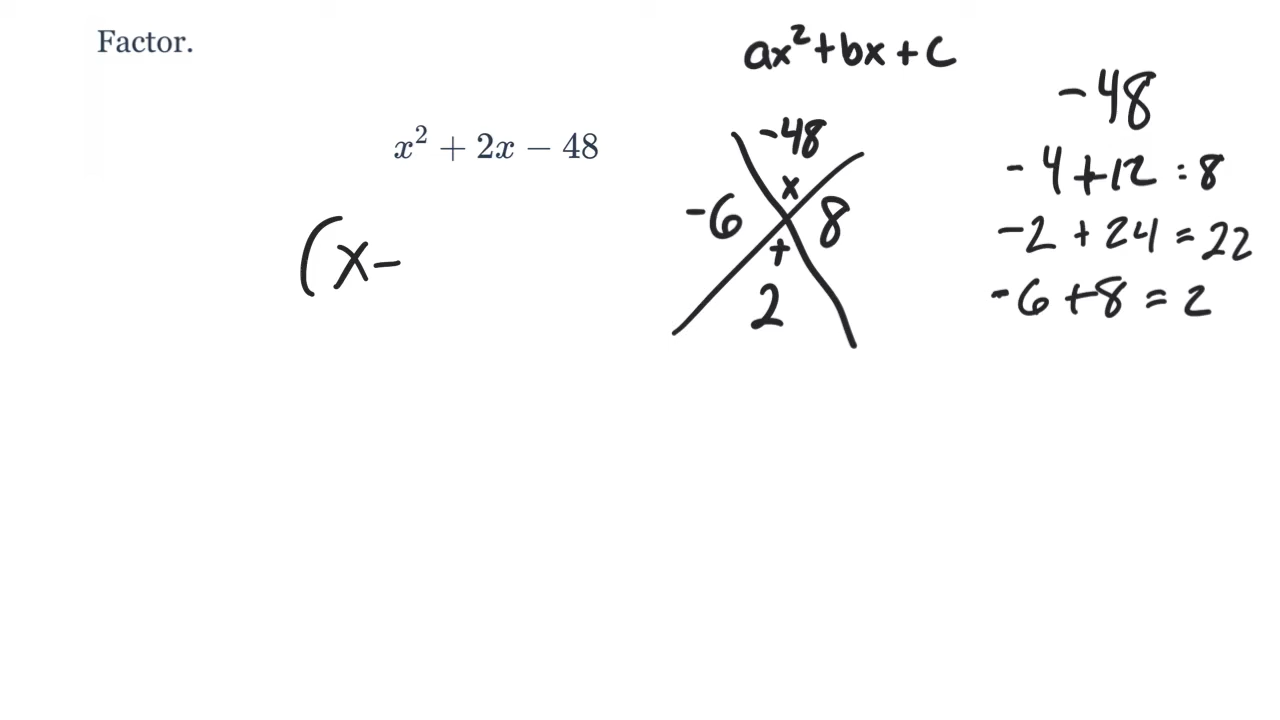 Factor.
x² + 2x − 48
(x-
ax²+bx+c
-48
x
-6 8
+
2
-48
-4+12 : 8
-2 + 24 = 22
-6+8 = 2